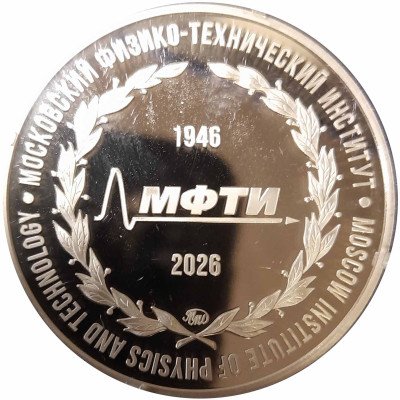 МОСКОВСКИЙ ФИЗИКО-ТЕХНИЧЕСКИЙ ИНСТИТУТ
1946
МФТИ
2026
MOSCOW INSTITUTE OF PHYSICS AND TECHNOLOGY